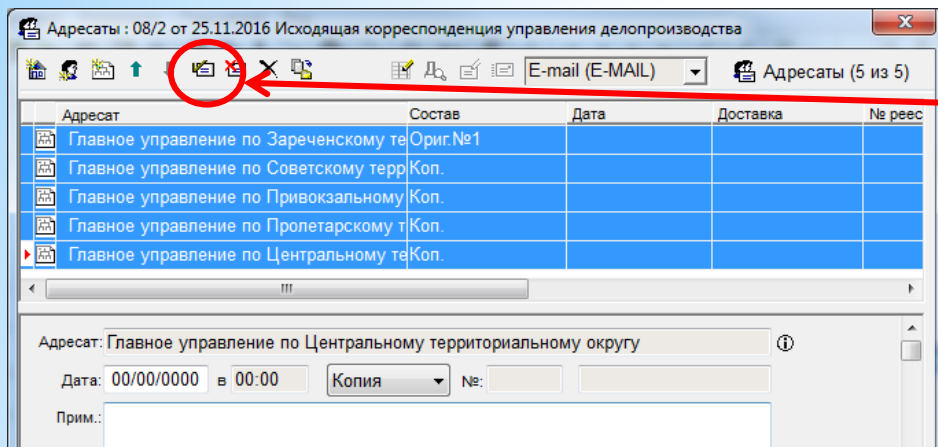 Адресаты : 08/2 от 25.11.2016 Исходящая корреспонденция управления делопроизводства
E-mail (E-MAIL) Адресаты (5 из 5)
Адресат Состав Дата Доставка № реес
Главное управление по Зареченскому те Ориг.№1
Главное управление по Советскому терр Коп.
Главное управление по Привокзальному Коп.
Главное управление по Пролетарскому т Коп.
Главное управление по Центральному те Коп.
Адресат: Главное управление по Центральному территориальному округу
Дата: 00/00/0000 в 00:00 Копия №:
Прим.: